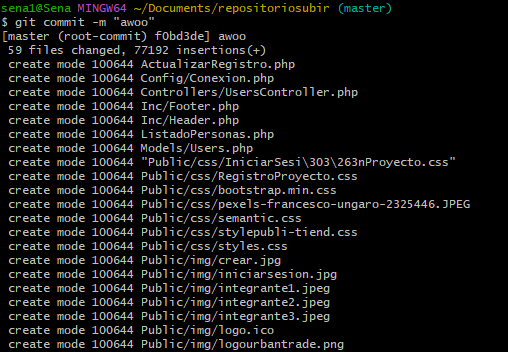 sena1@Sena MINGW64 ~/Documents/repositoriosubir (master)
$ git commit -m "awoo"
[master (root-commit) f0bd3de] awoo
 59 files changed, 77192 insertions(+)
 create mode 100644 ActualizarRegistro.php
 create mode 100644 Config/Conexion.php
 create mode 100644 Controllers/UsersController.php
 create mode 100644 Inc/Footer.php
 create mode 100644 Inc/Header.php
 create mode 100644 ListadoPersonas.php
 create mode 100644 Models/Users.php
 create mode 100644 "Public/css/IniciarSesi\303\263nProyecto.css"
 create mode 100644 Public/css/RegistroProyecto.css
 create mode 100644 Public/css/bootstrap.min.css
 create mode 100644 Public/css/pexels-francesco-ungaro-2325446.JPEG
 create mode 100644 Public/css/semantic.css
 create mode 100644 Public/css/stylepubli-tiend.css
 create mode 100644 Public/css/styles.css
 create mode 100644 Public/img/crear.jpg
 create mode 100644 Public/img/iniciarsesion.jpg
 create mode 100644 Public/img/integrante1.jpeg
 create mode 100644 Public/img/integrante2.jpeg
 create mode 100644 Public/img/integrante3.jpeg
 create mode 100644 Public/img/logo.ico
 create mode 100644 Public/img/logourbantrade.png